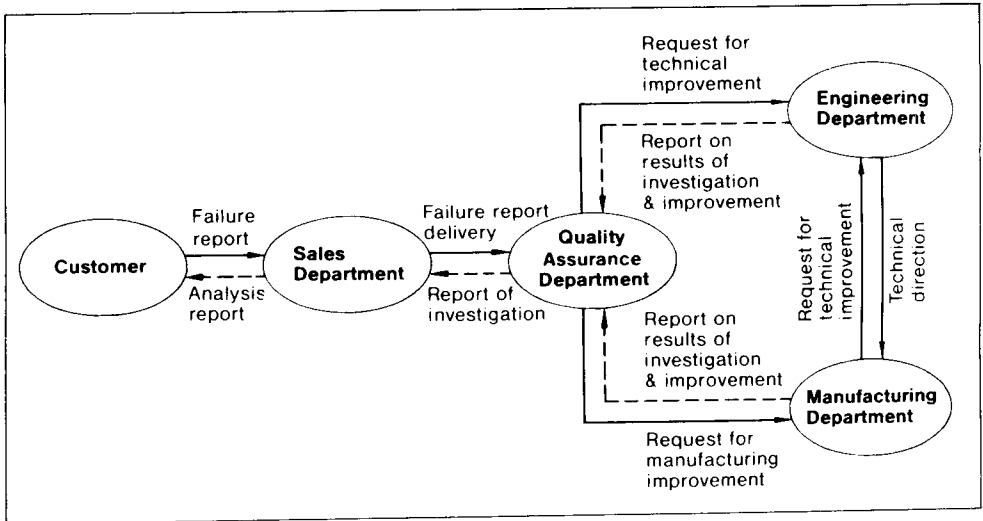 Request for
technical
improvement
Engineering
Department
Report on
results of
investigation
& improvement
Failure
report
Failure report
delivery
Customer
Sales
Department
Quality
Assurance
Department
Analysis
report
Report of
investigation
Request for
technical
improvement
Technical
direction
Report on
results of
investigation
& improvement
Manufacturing
Department
Request for
manufacturing
improvement